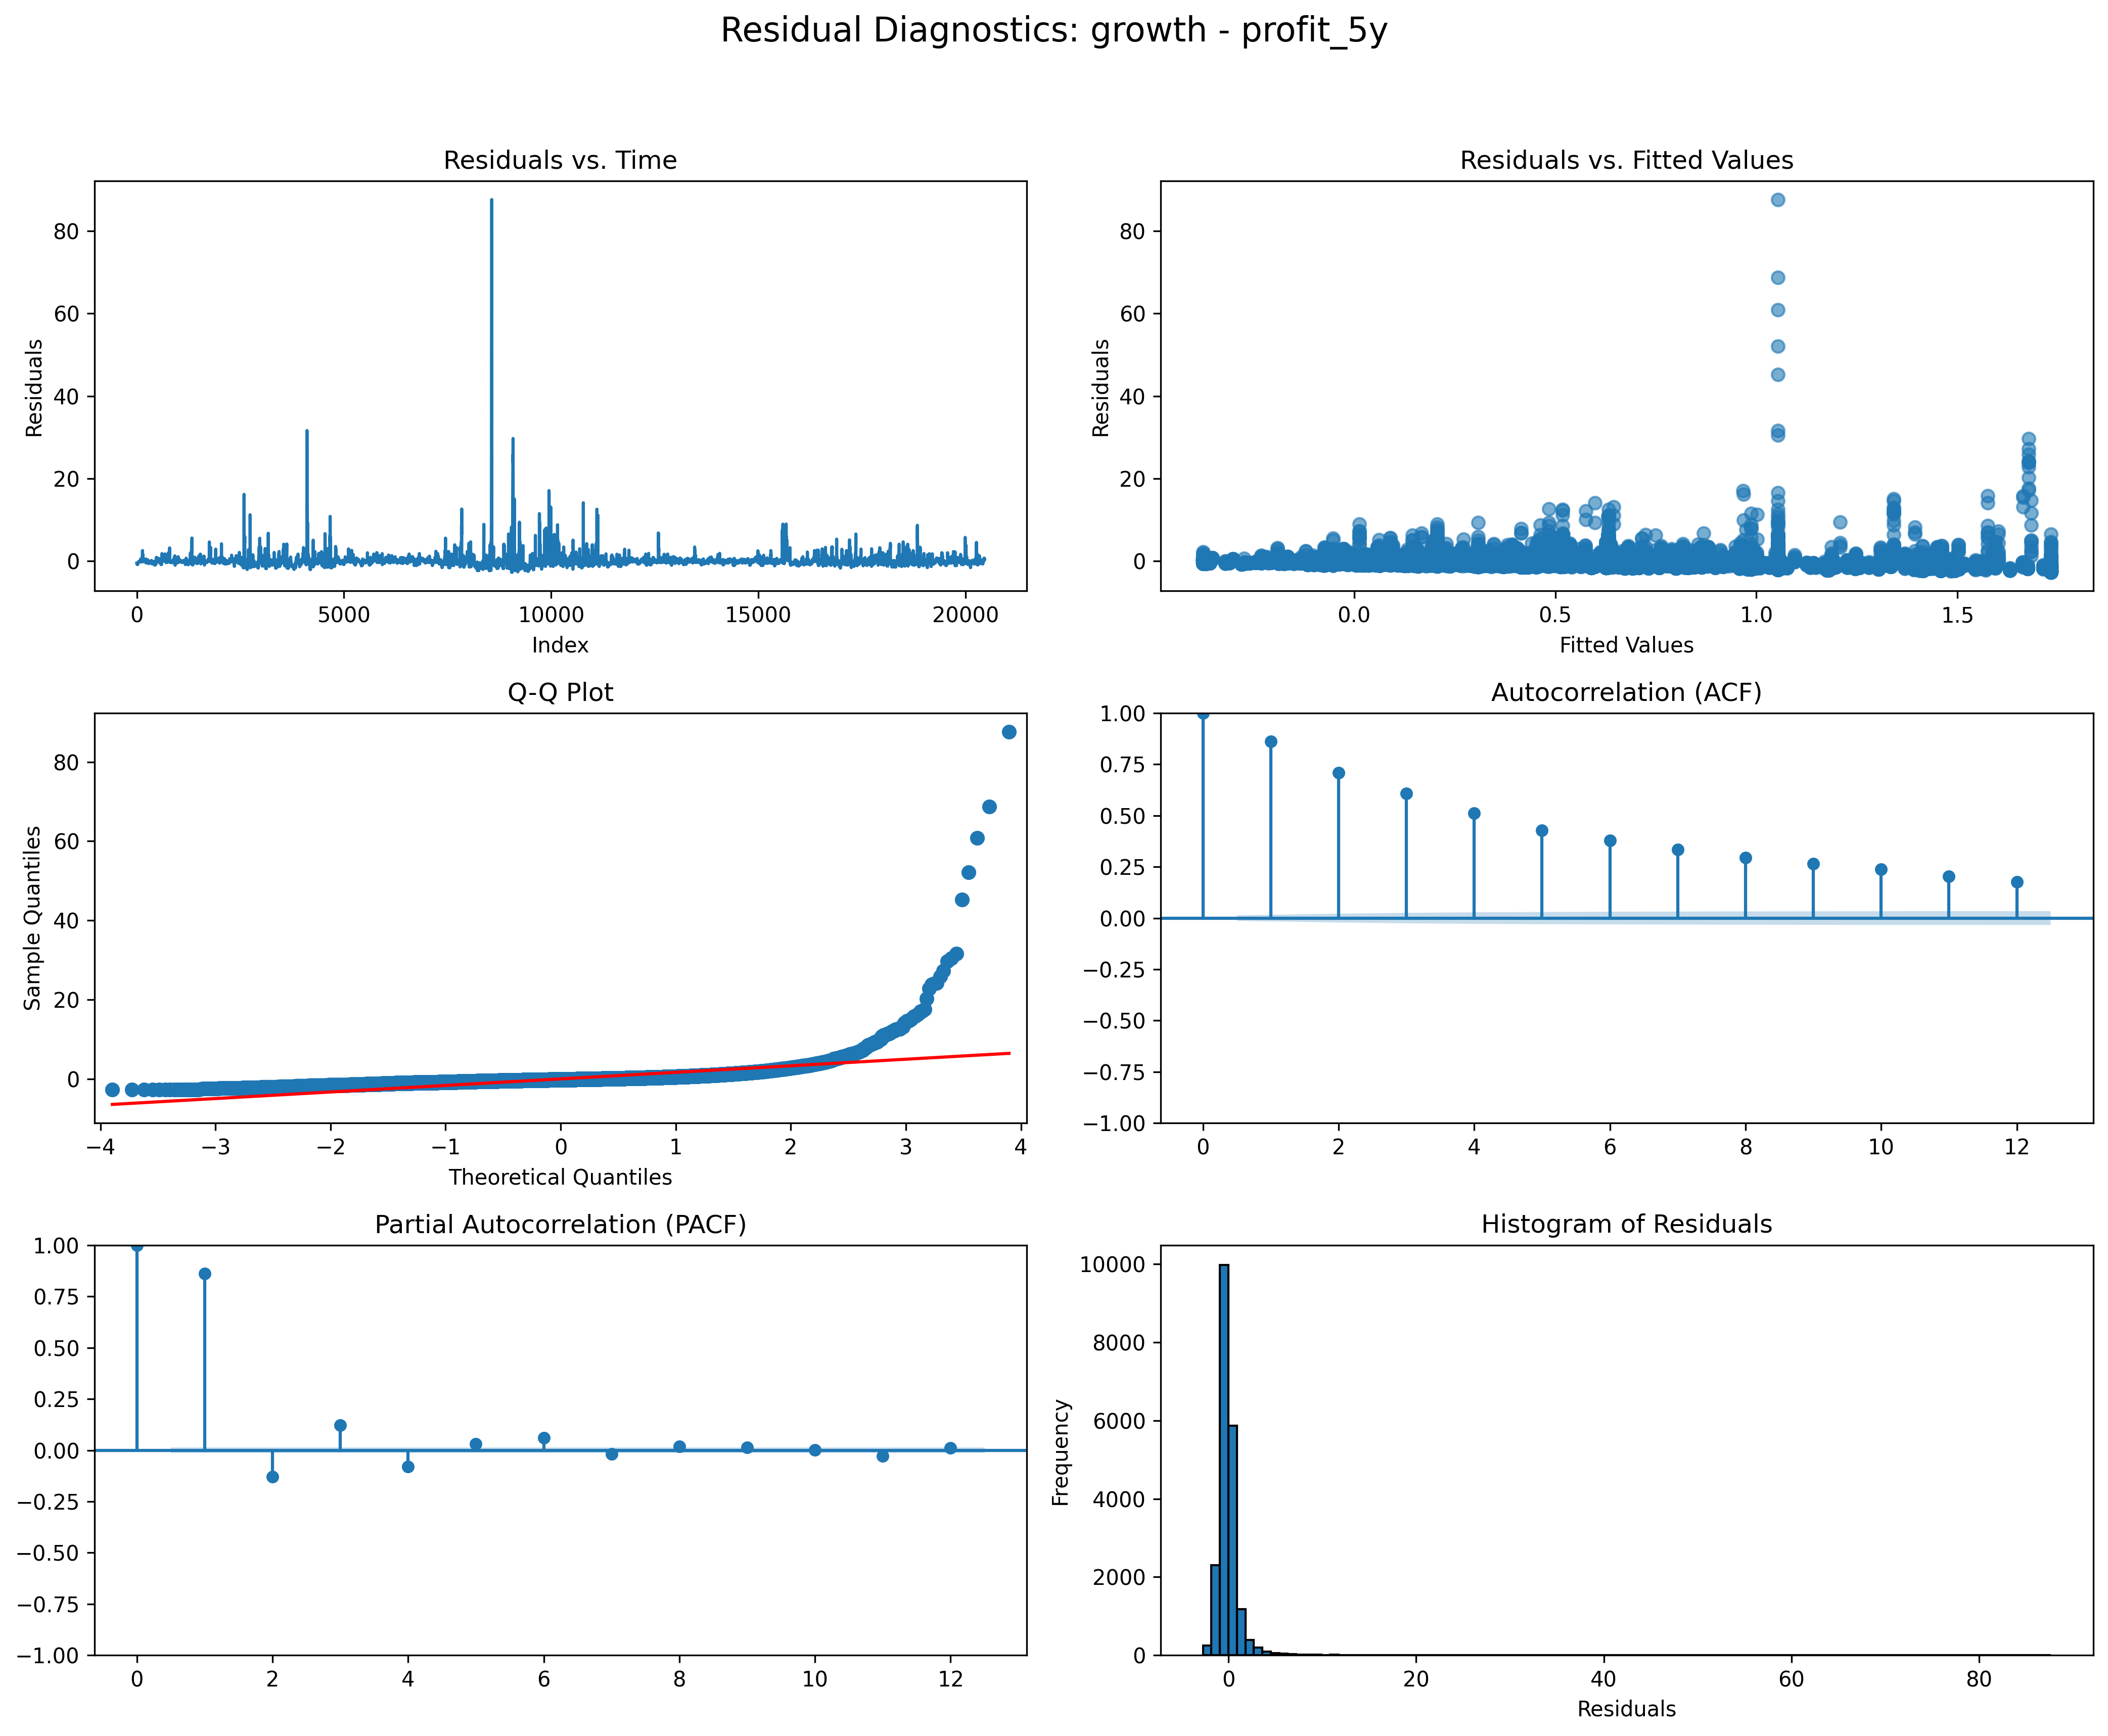 Residual Diagnostics: growth - profit_5y
Residuals vs. Time
80
60
40
20
0
Residuals
0 5000 10000 15000 20000
Index
Residuals vs. Fitted Values
80
60
40
20
0
Residuals
0.0 0.5 1.0 1.5
Fitted Values
Q-Q Plot
80
60
40
20
0
Sample Quantiles
−4 −3 −2 −1 0 1 2 3 4
Theoretical Quantiles
Autocorrelation (ACF)
1.00
0.75
0.50
0.25
0.00
−0.25
−0.50
−0.75
−1.00
0 2 4 6 8 10 12
Partial Autocorrelation (PACF)
1.00
0.75
0.50
0.25
0.00
−0.25
−0.50
−0.75
−1.00
0 2 4 6 8 10 12
Histogram of Residuals
10000
8000
6000
4000
2000
0
Frequency
0 20 40 60 80
Residuals